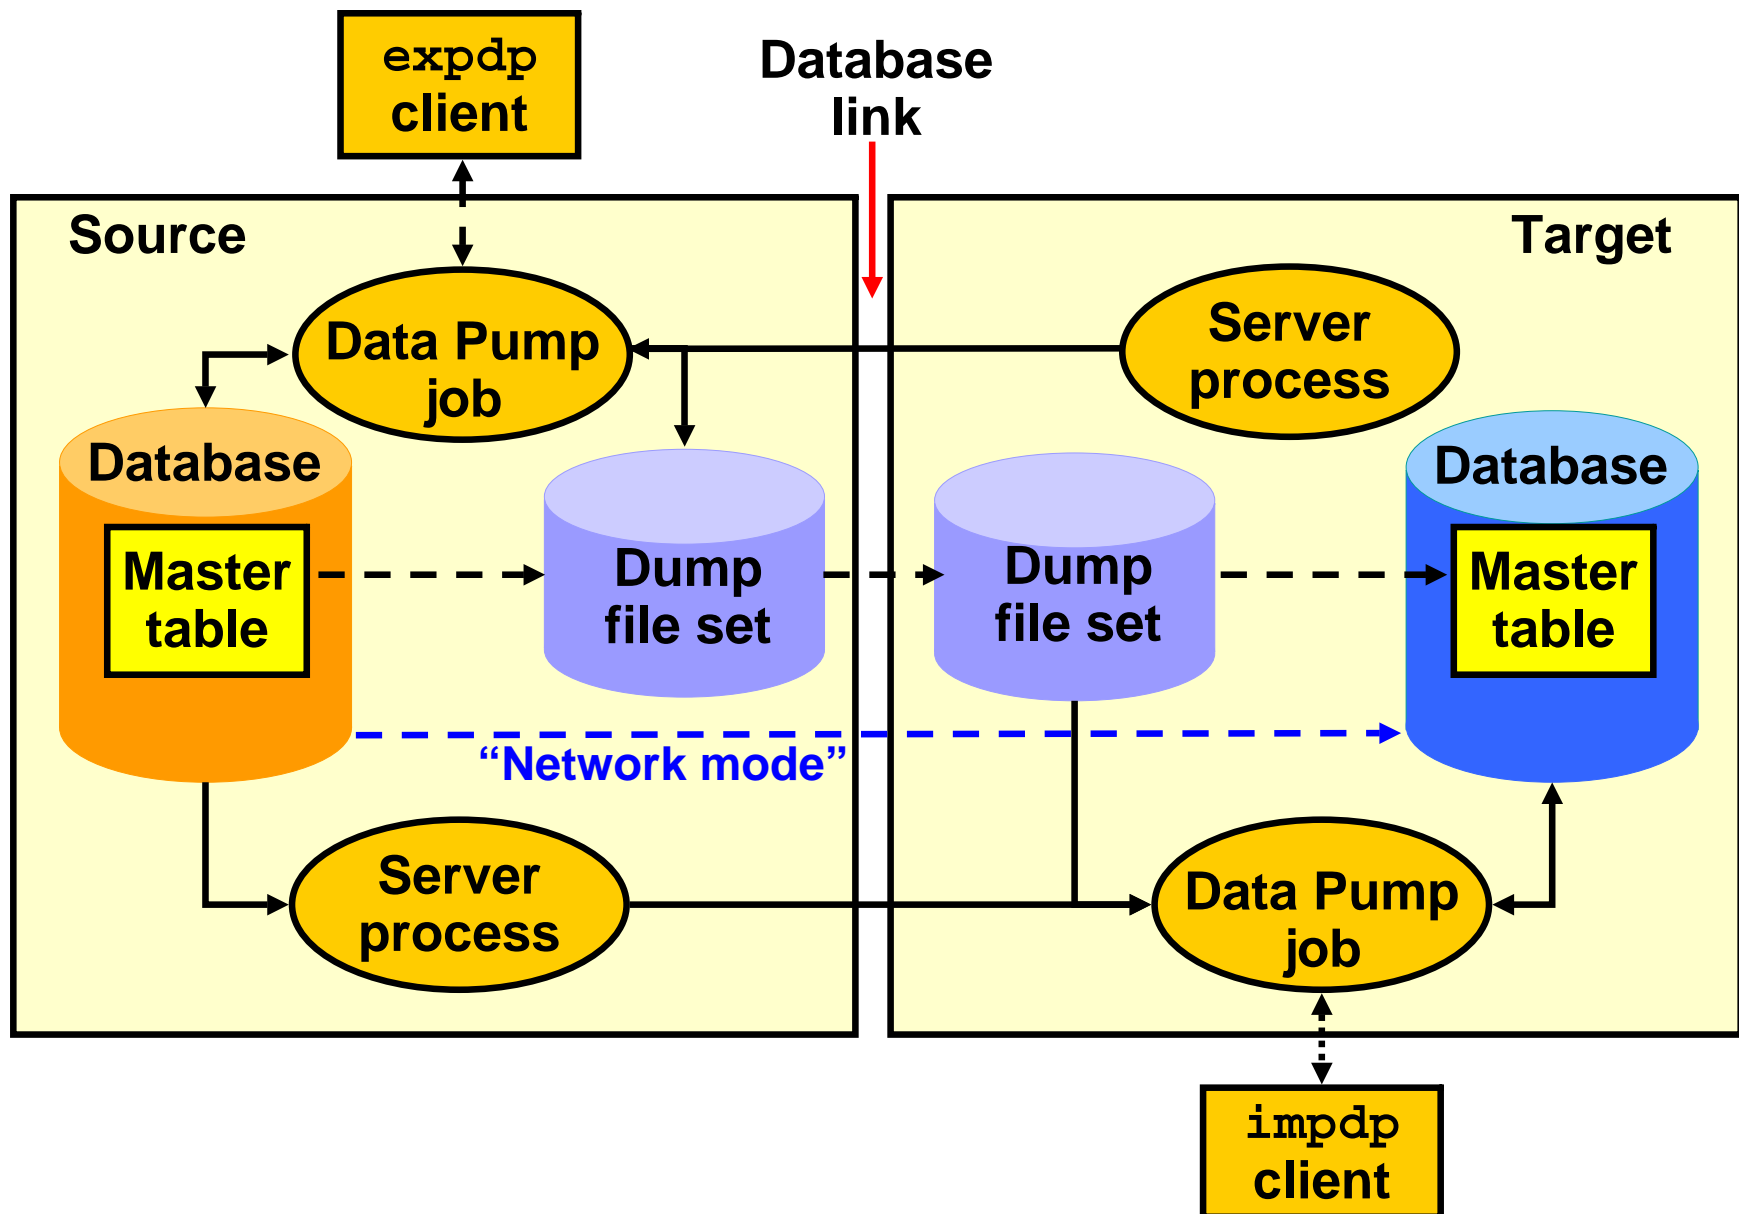 expdp
client
Database
link
Source
Target
Data Pump
job
Server
process
Database
Master
table
Dump
file set
Dump
file set
Database
Master
table
“Network mode”
Server
process
Data Pump
job
impdp
client